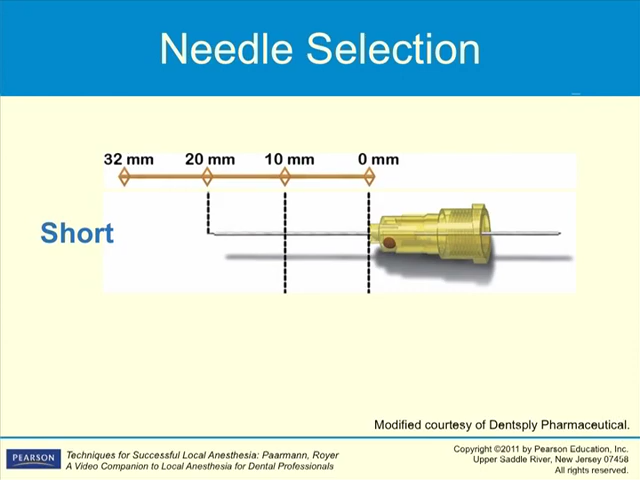 Needle Selection
32 mm 20 mm 10 mm 0 mm
Short
Modified courtesy of Dentsply Pharmaceutical.
PEARSON
Techniques for Successful Local Anesthesia: Paarmann, Royer
A Video Companion to Local Anesthesia for Dental Professionals
Copyright ©2011 by Pearson Education, Inc.
Upper Saddle River, New Jersey 07458
All rights reserved.